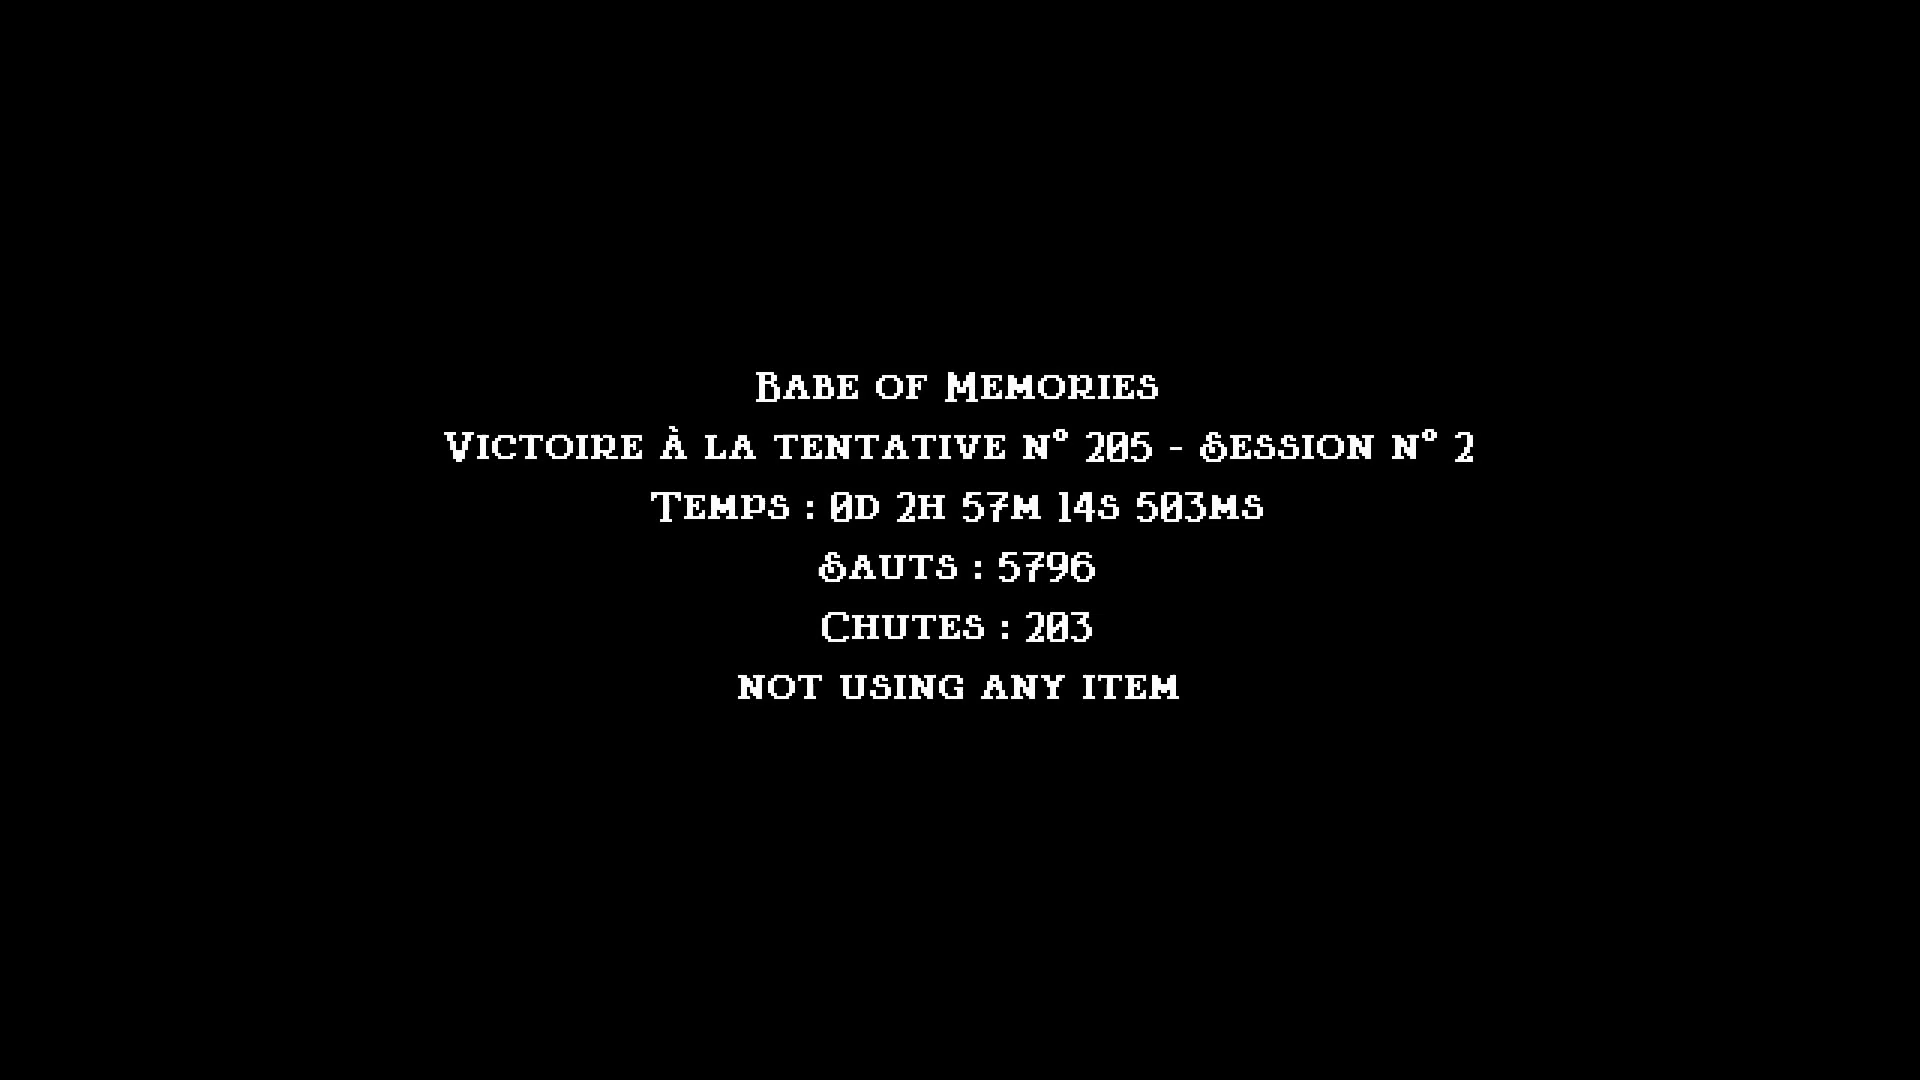 Babe of Memories
Victoire à la tentative n° 205 - Session n° 2
Temps : 0d 2h 57m 14s 503ms
Sauts : 5796
Chutes : 203
not using any item